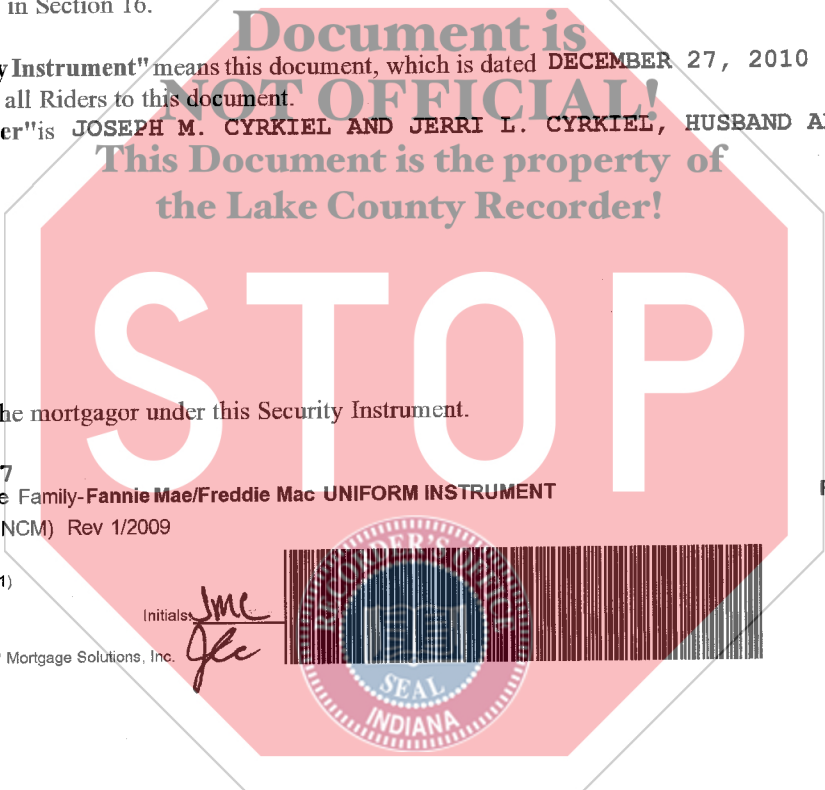 in Section 16.
Document is
y Instrument" means this document, which is dated DECEMBER 27, 2010
all Riders to this document.
NOT OFFICIAL!
er" is JOSEPH M. CYRKIEL AND JERRI L. CYRKIEL, HUSBAND A
This Document is the property of
the Lake County Recorder!
STOP
he mortgagor under this Security Instrument.
7
e Family-Fannie Mae/Freddie Mac UNIFORM INSTRUMENT
NCM) Rev 1/2009
1)
Initials: JMC
Jlc
Mortgage Solutions, Inc.
RECORDER'S OFFICE
SEAL
INDIANA